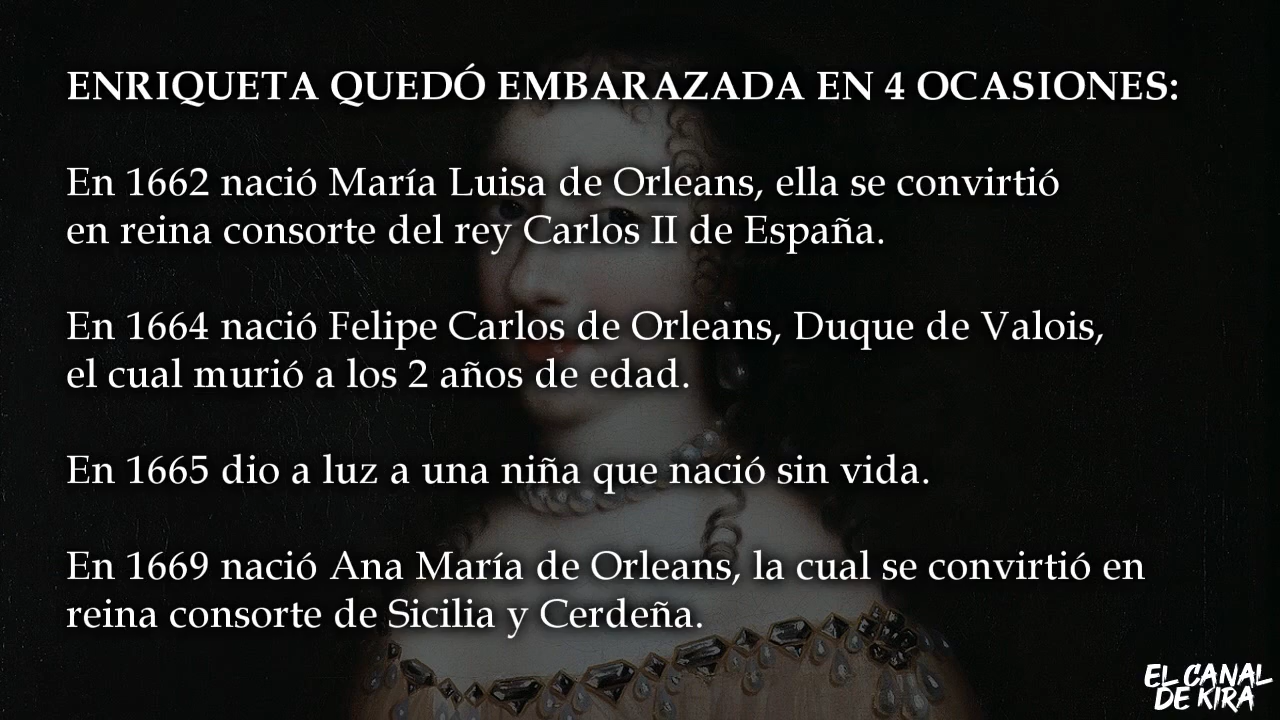 ENRIQUETA QUEDÓ EMBARAZADA EN 4 OCASIONES:
En 1662 nació María Luisa de Orleans, ella se convirtió
en reina consorte del rey Carlos II de España.
En 1664 nació Felipe Carlos de Orleans, Duque de Valois,
el cual murió a los 2 años de edad.
En 1665 dio a luz a una niña que nació sin vida.
En 1669 nació Ana María de Orleans, la cual se convirtió en
reina consorte de Sicilia y Cerdeña.
EL CANAL
DE KIRA